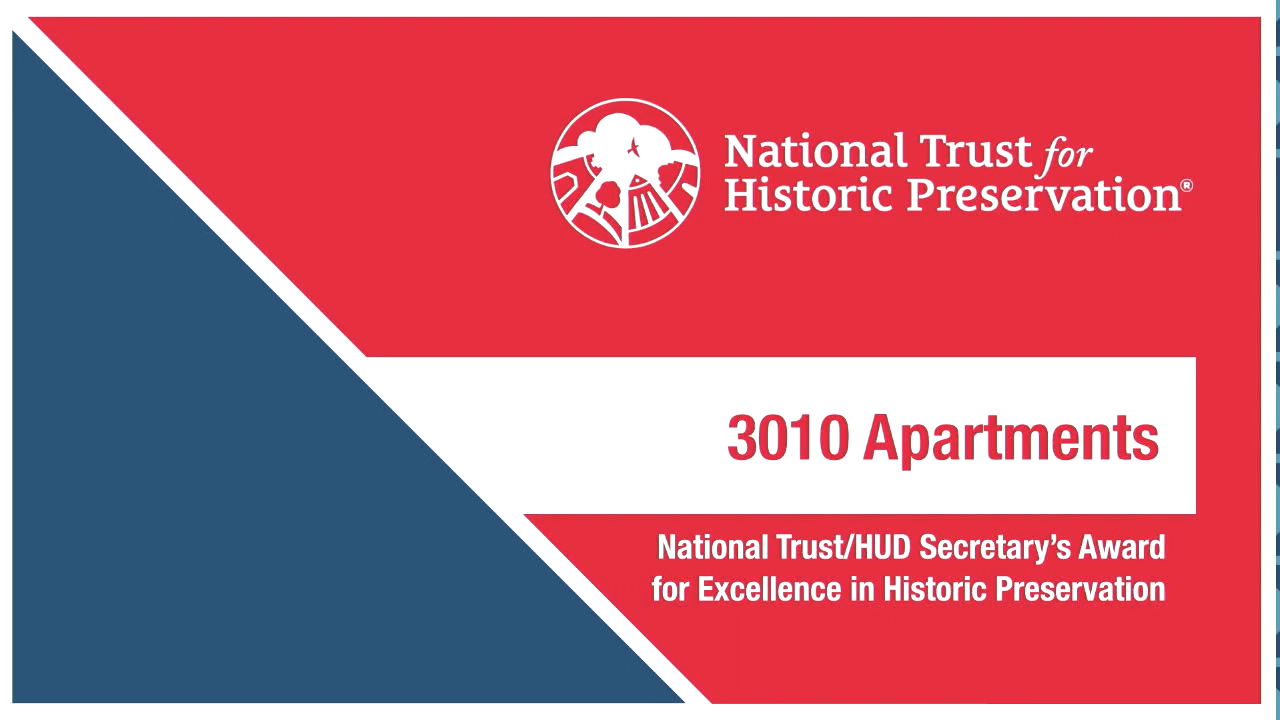 National Trust for
Historic Preservation®
3010 Apartments
National Trust/HUD Secretary’s Award
for Excellence in Historic Preservation